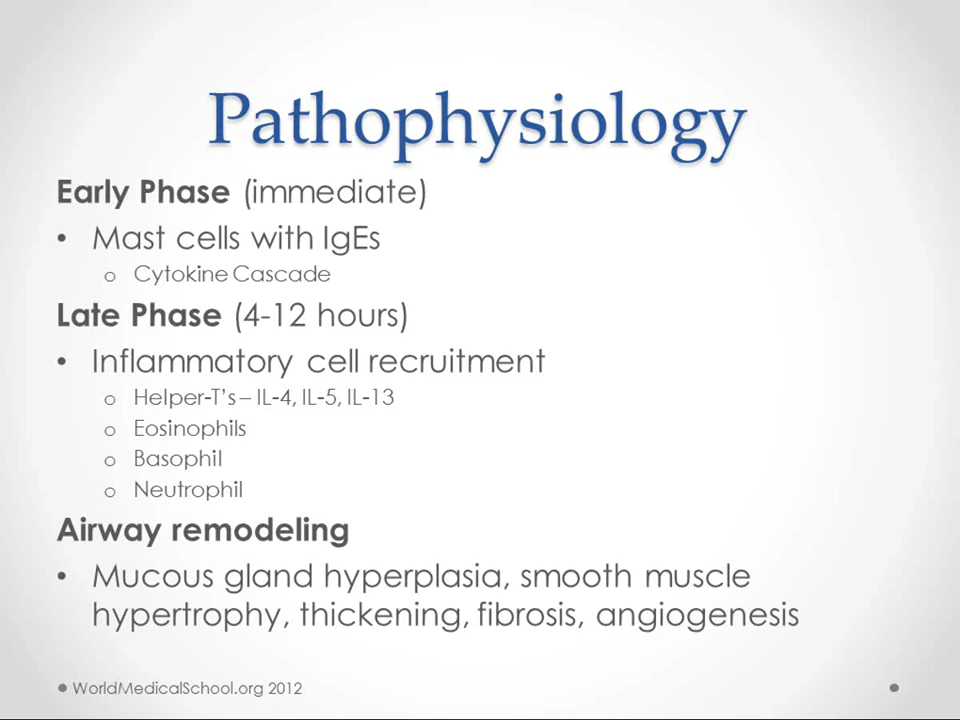 Pathophysiology
Early Phase (immediate)
• Mast cells with IgEs
o Cytokine Cascade
Late Phase (4-12 hours)
• Inflammatory cell recruitment
o Helper-T's – IL-4, IL-5, IL-13
o Eosinophils
o Basophil
o Neutrophil
Airway remodeling
• Mucous gland hyperplasia, smooth muscle
hypertrophy, thickening, fibrosis, angiogenesis
WorldMedicalSchool.org 2012